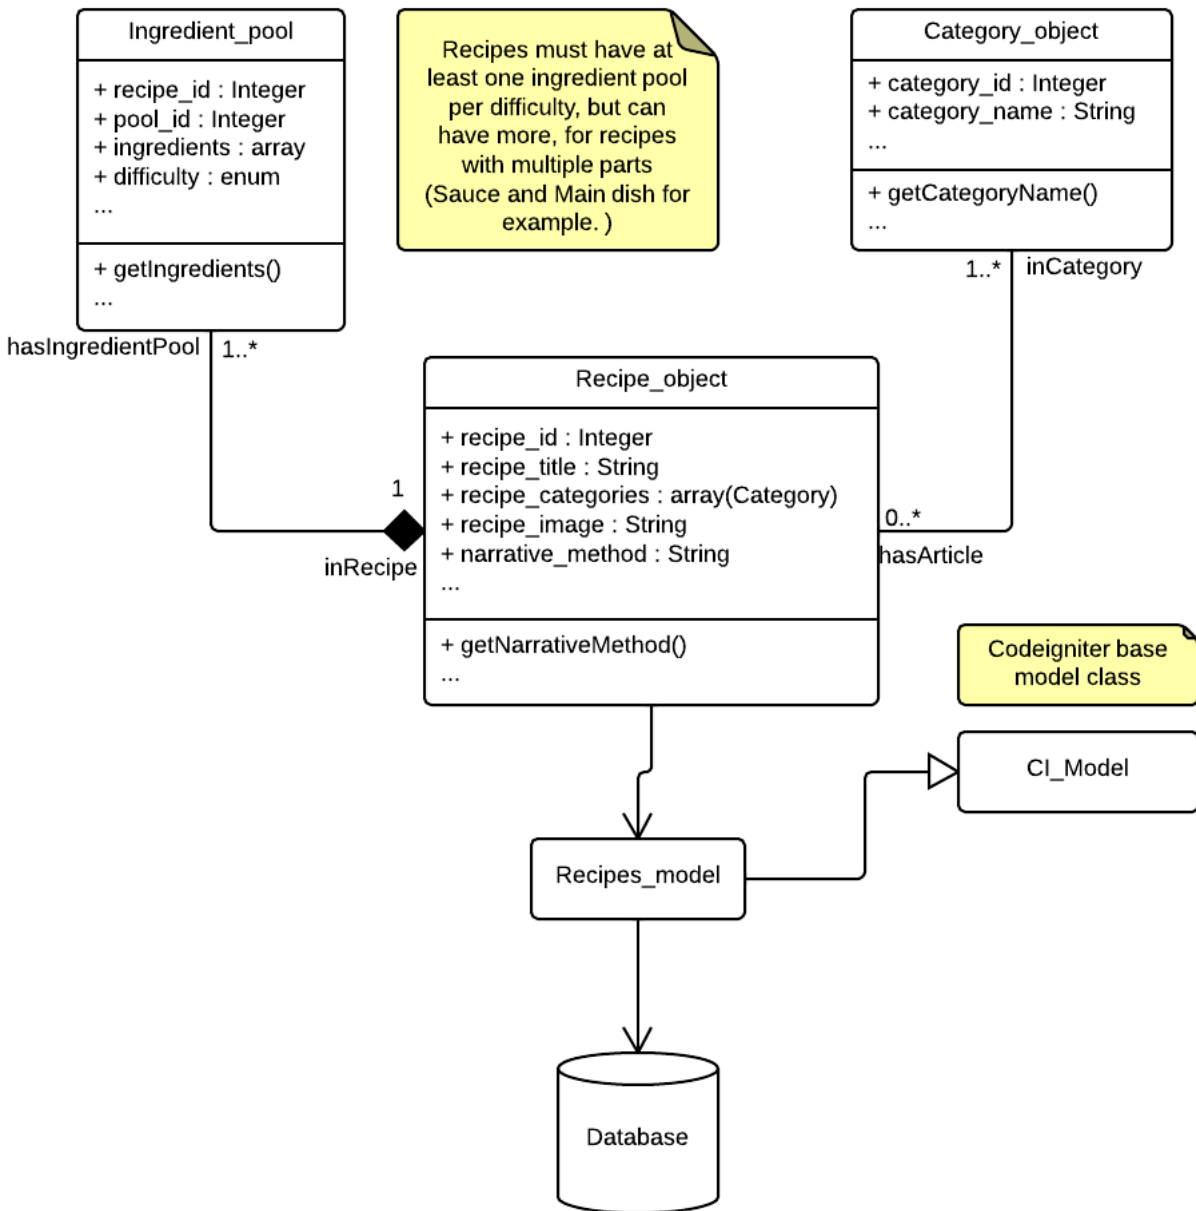 Ingredient_pool
+ recipe_id : Integer
+ pool_id : Integer
+ ingredients : array
+ difficulty : enum
...
+ getIngredients()
...
Recipes must have at
least one ingredient pool
per difficulty, but can
have more, for recipes
with multiple parts
(Sauce and Main dish for
example. )
Category_object
+ category_id : Integer
+ category_name : String
...
+ getCategoryName()
...
1..*
inCategory
hasIngredientPool
1..*
Recipe_object
+ recipe_id : Integer
+ recipe_title : String
+ recipe_categories : array(Category)
+ recipe_image : String
+ narrative_method : String
...
+ getNarrativeMethod()
...
1
inRecipe
0..*
hasArticle
Codeigniter base
model class
CI_Model
Recipes_model
Database